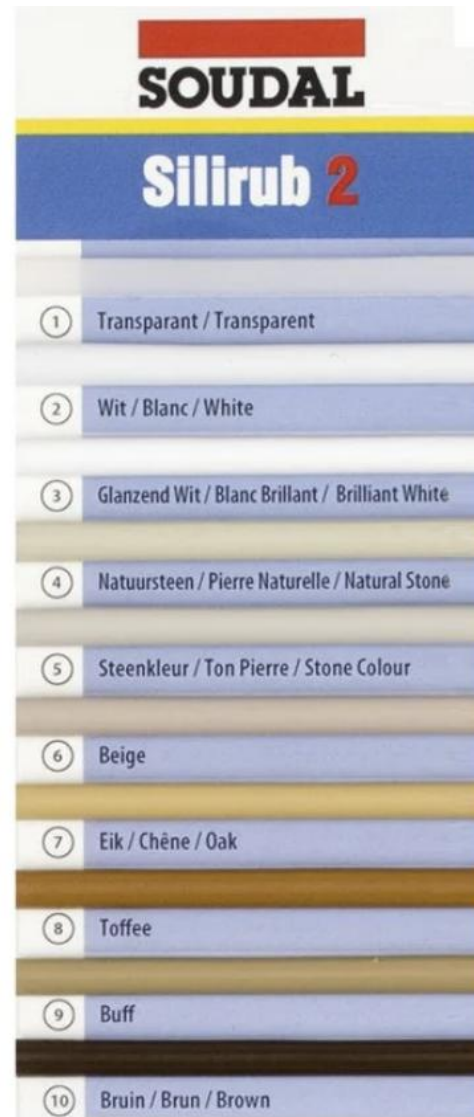 SOUDAL
Silirub 2
1 Transparant / Transparent
2 Wit / Blanc / White
3 Glanzend Wit / Blanc Brillant / Brilliant White
4 Natuursteen / Pierre Naturelle / Natural Stone
5 Steenkleur / Ton Pierre / Stone Colour
6 Beige
7 Eik / Chêne / Oak
8 Toffee
9 Buff
10 Bruin / Brun / Brown